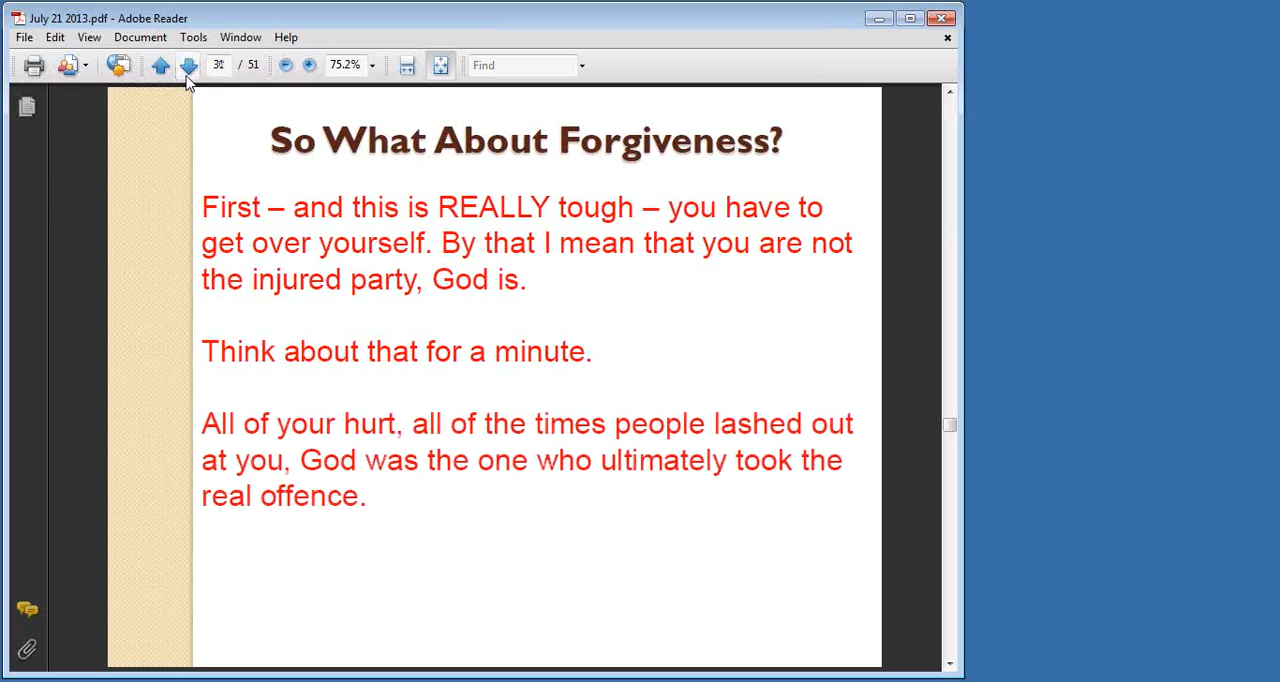 July 21 2013.pdf - Adobe Reader
File Edit View Document Tools Window Help
/ 51 75.2% Find
So What About Forgiveness?
First – and this is REALLY tough – you have to
get over yourself. By that I mean that you are not
the injured party, God is.
Think about that for a minute.
All of your hurt, all of the times people lashed out
at you, God was the one who ultimately took the
real offence.